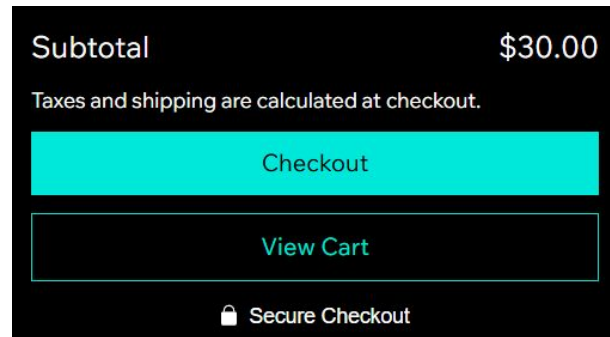 Subtotal $30.00
Taxes and shipping are calculated at checkout.
Checkout
View Cart
Secure Checkout